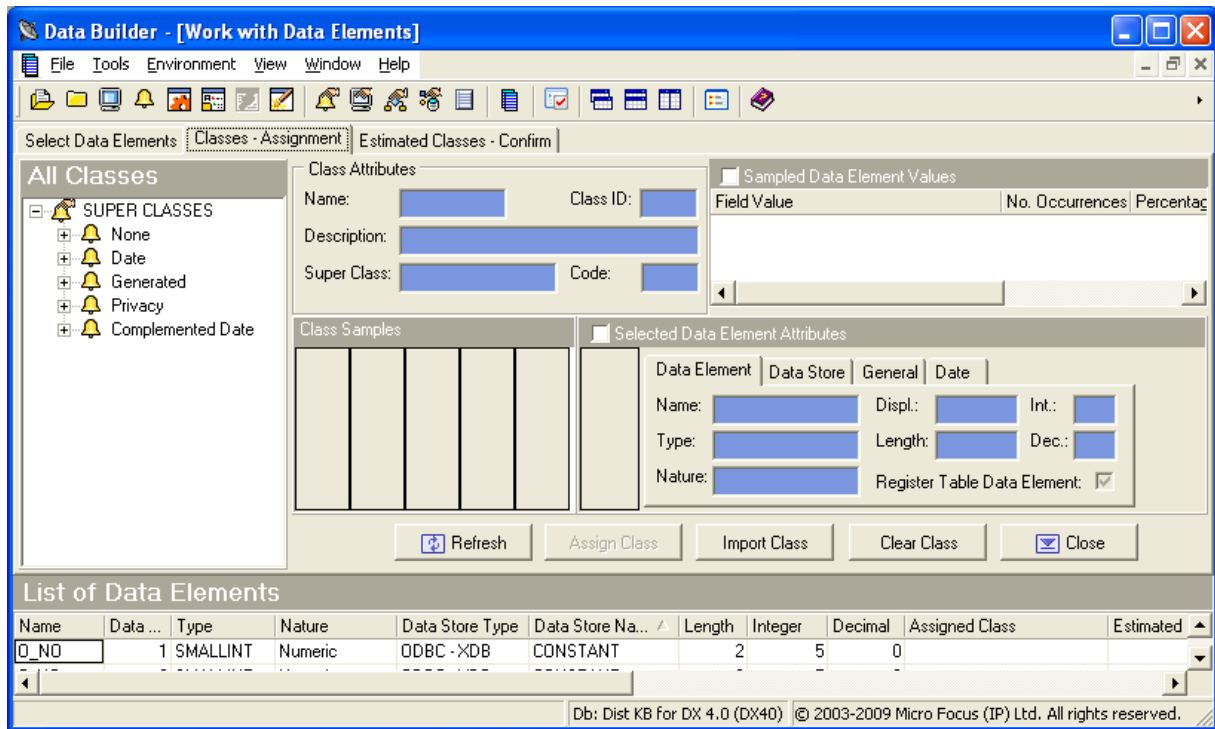 Data Builder - [Work with Data Elements]
File Tools Environment View Window Help
Select Data Elements Classes - Assignment Estimated Classes - Confirm
All Classes
SUPER CLASSES
None
Date
Generated
Privacy
Complemented Date
Class Attributes
Name: Class ID:
Description:
Super Class: Code:
Sampled Data Element Values
Field Value No. Occurrences Percentag
Class Samples
Selected Data Element Attributes
Data Element Data Store General Date
Name: Displ.: Int.:
Type: Length: Dec.:
Nature: Register Table Data Element:
Refresh Assign Class Import Class Clear Class Close
List of Data Elements
Name Data ... Type Nature Data Store Type Data Store Na... Length Integer Decimal Assigned Class Estimated
O_NO 1 SMALLINT Numeric ODBC - XDB CONSTANT 2 5 0
Db: Dist KB for DX 4.0 (DX40) © 2003-2009 Micro Focus (IP) Ltd. All rights reserved.